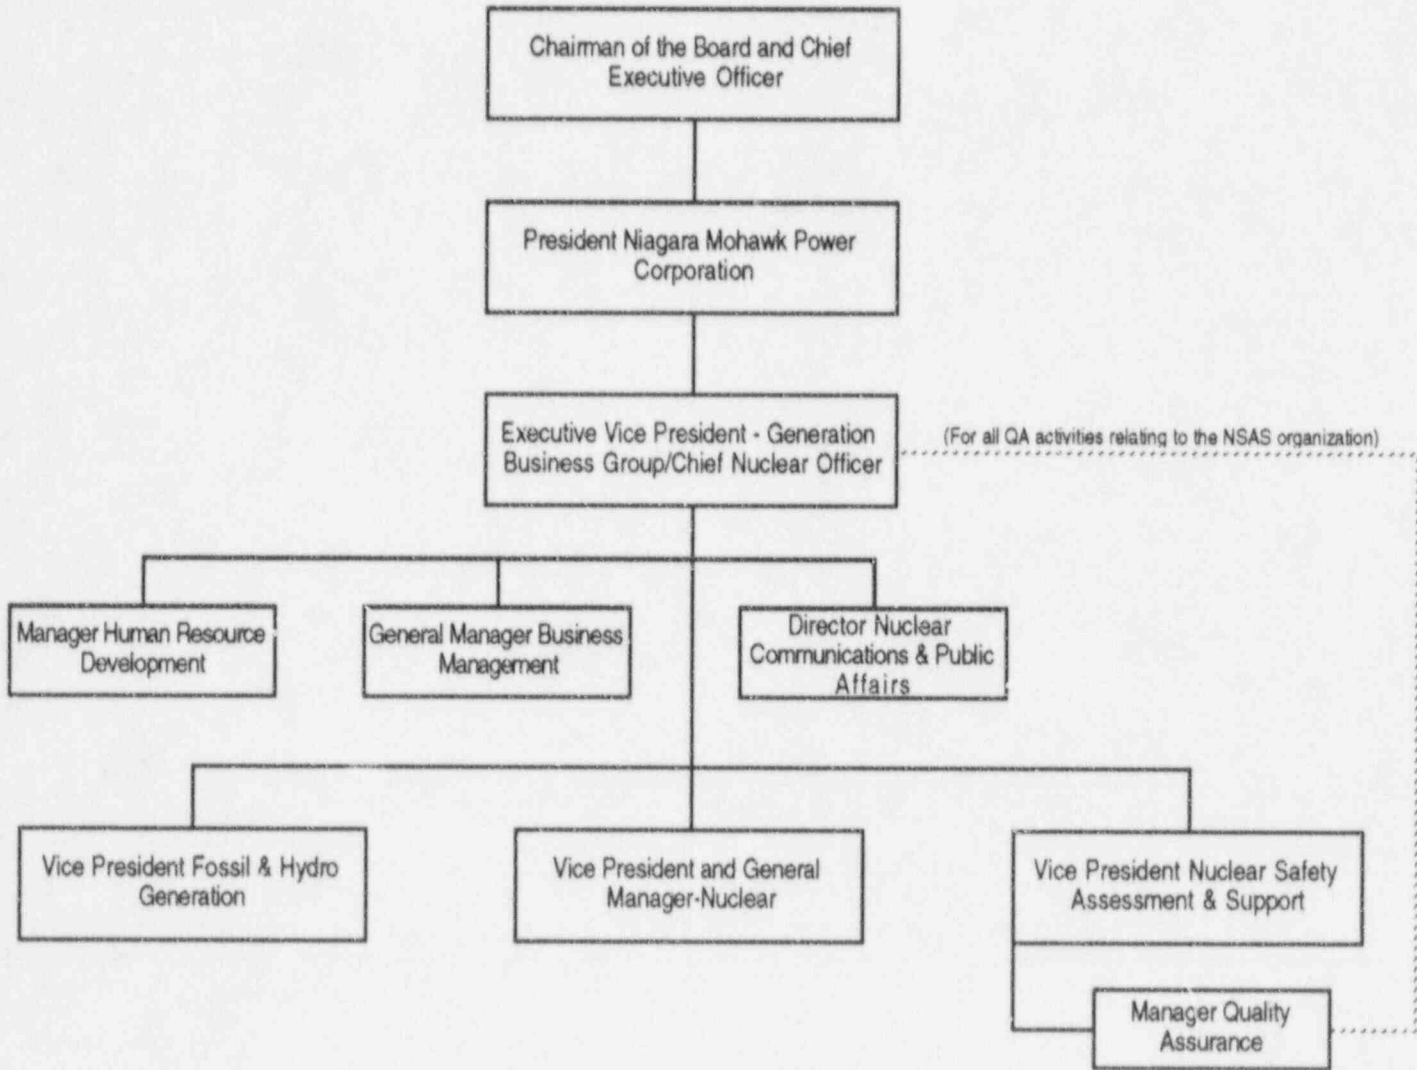 Chairman of the Board and Chief
Executive Officer
President Niagara Mohawk Power
Corporation
Executive Vice President - Generation
Business Group/Chief Nuclear Officer
(For all QA activities relating to the NSAS organization)
Manager Human Resource
Development
General Manager Business
Management
Director Nuclear
Communications & Public
Affairs
Vice President Fossil & Hydro
Generation
Vice President and General
Manager-Nuclear
Vice President Nuclear Safety
Assessment & Support
Manager Quality
Assurance